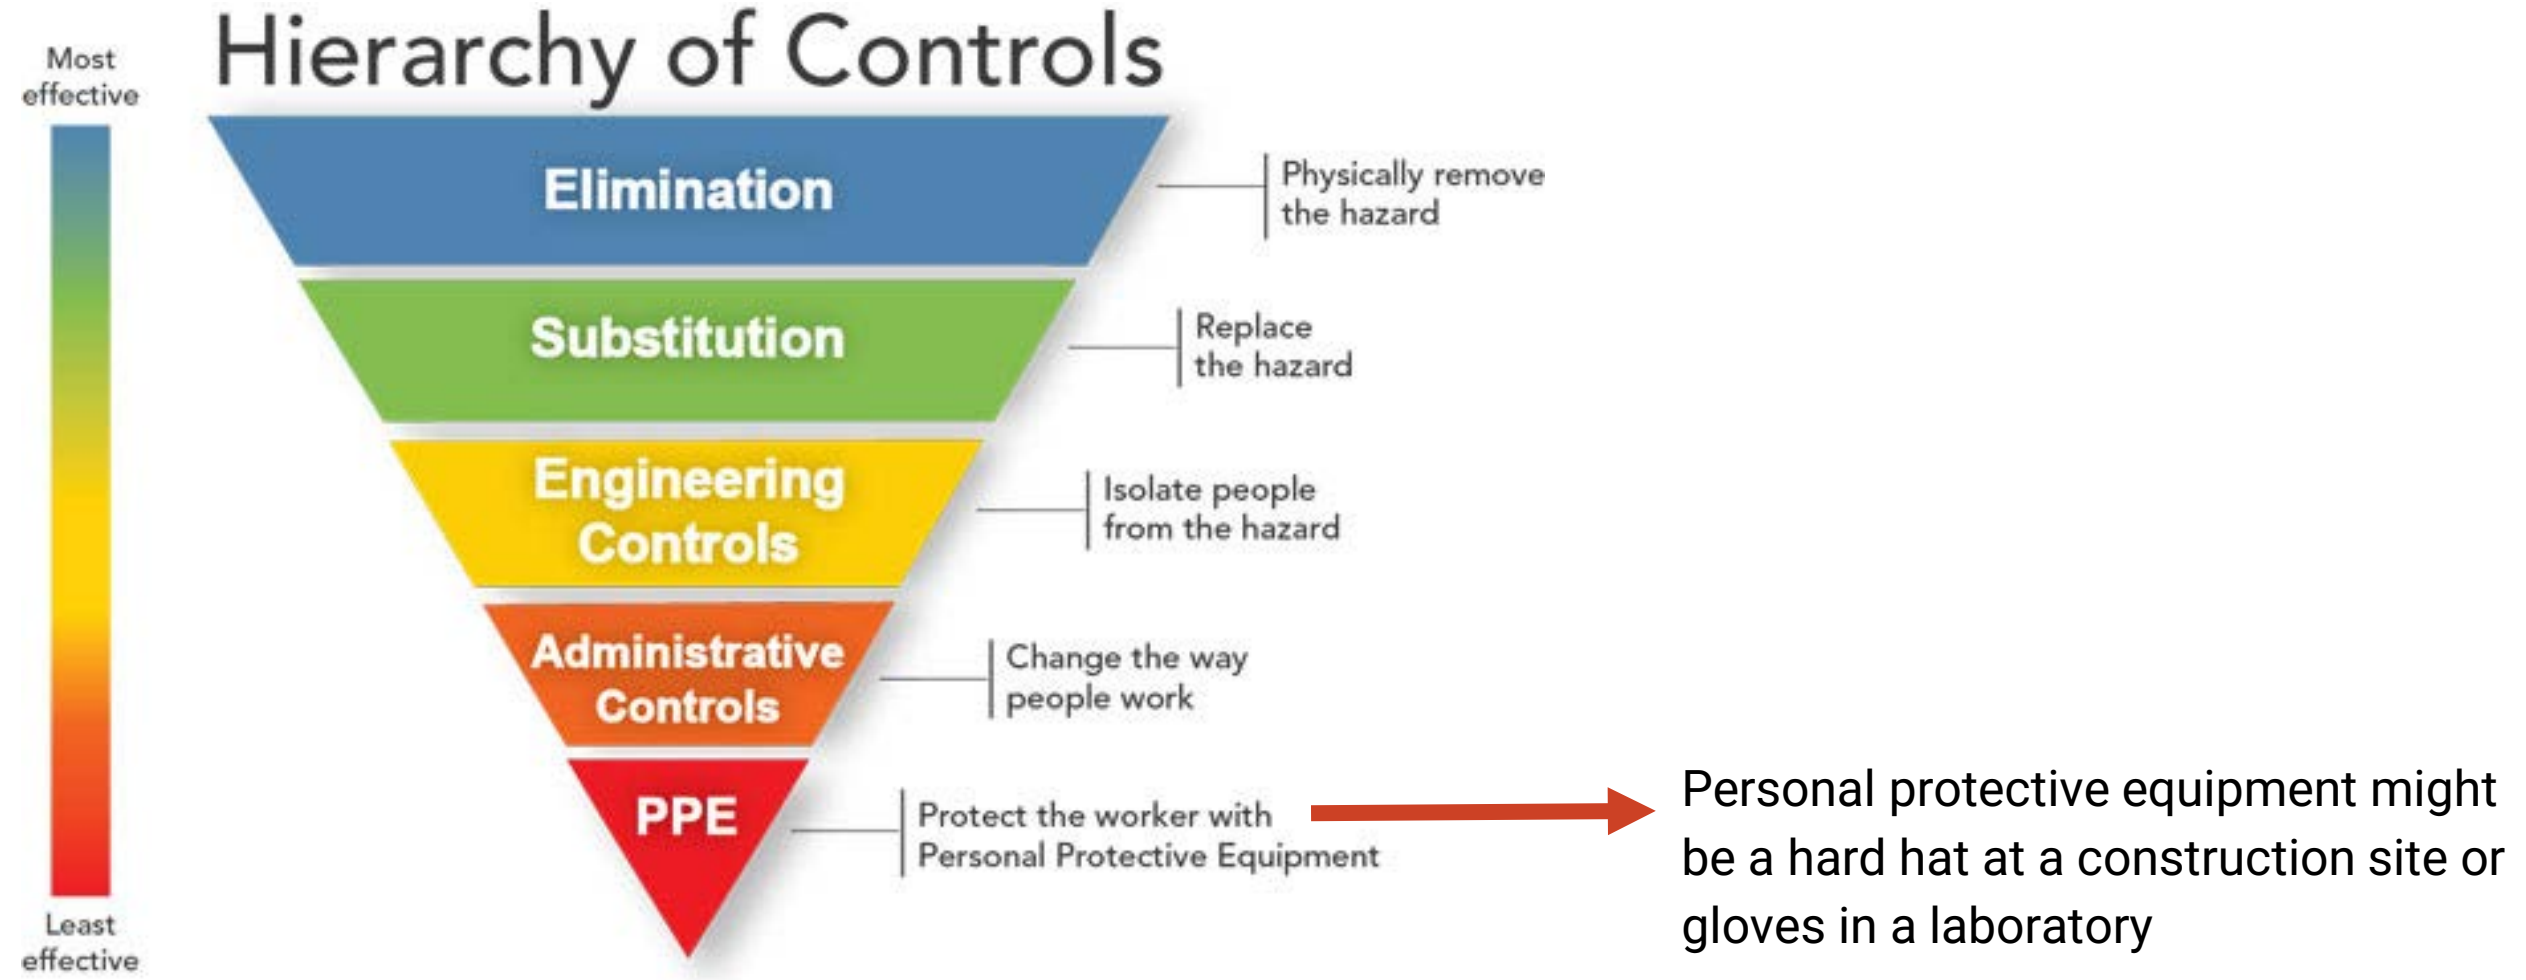 Hierarchy of Controls
Most
effective
Elimination
Physically remove
the hazard
Substitution
Replace
the hazard
Engineering
Controls
Isolate people
from the hazard
Administrative
Controls
Change the way
people work
PPE
Protect the worker with
Personal Protective Equipment
Personal protective equipment might
be a hard hat at a construction site or
gloves in a laboratory
Least
effective